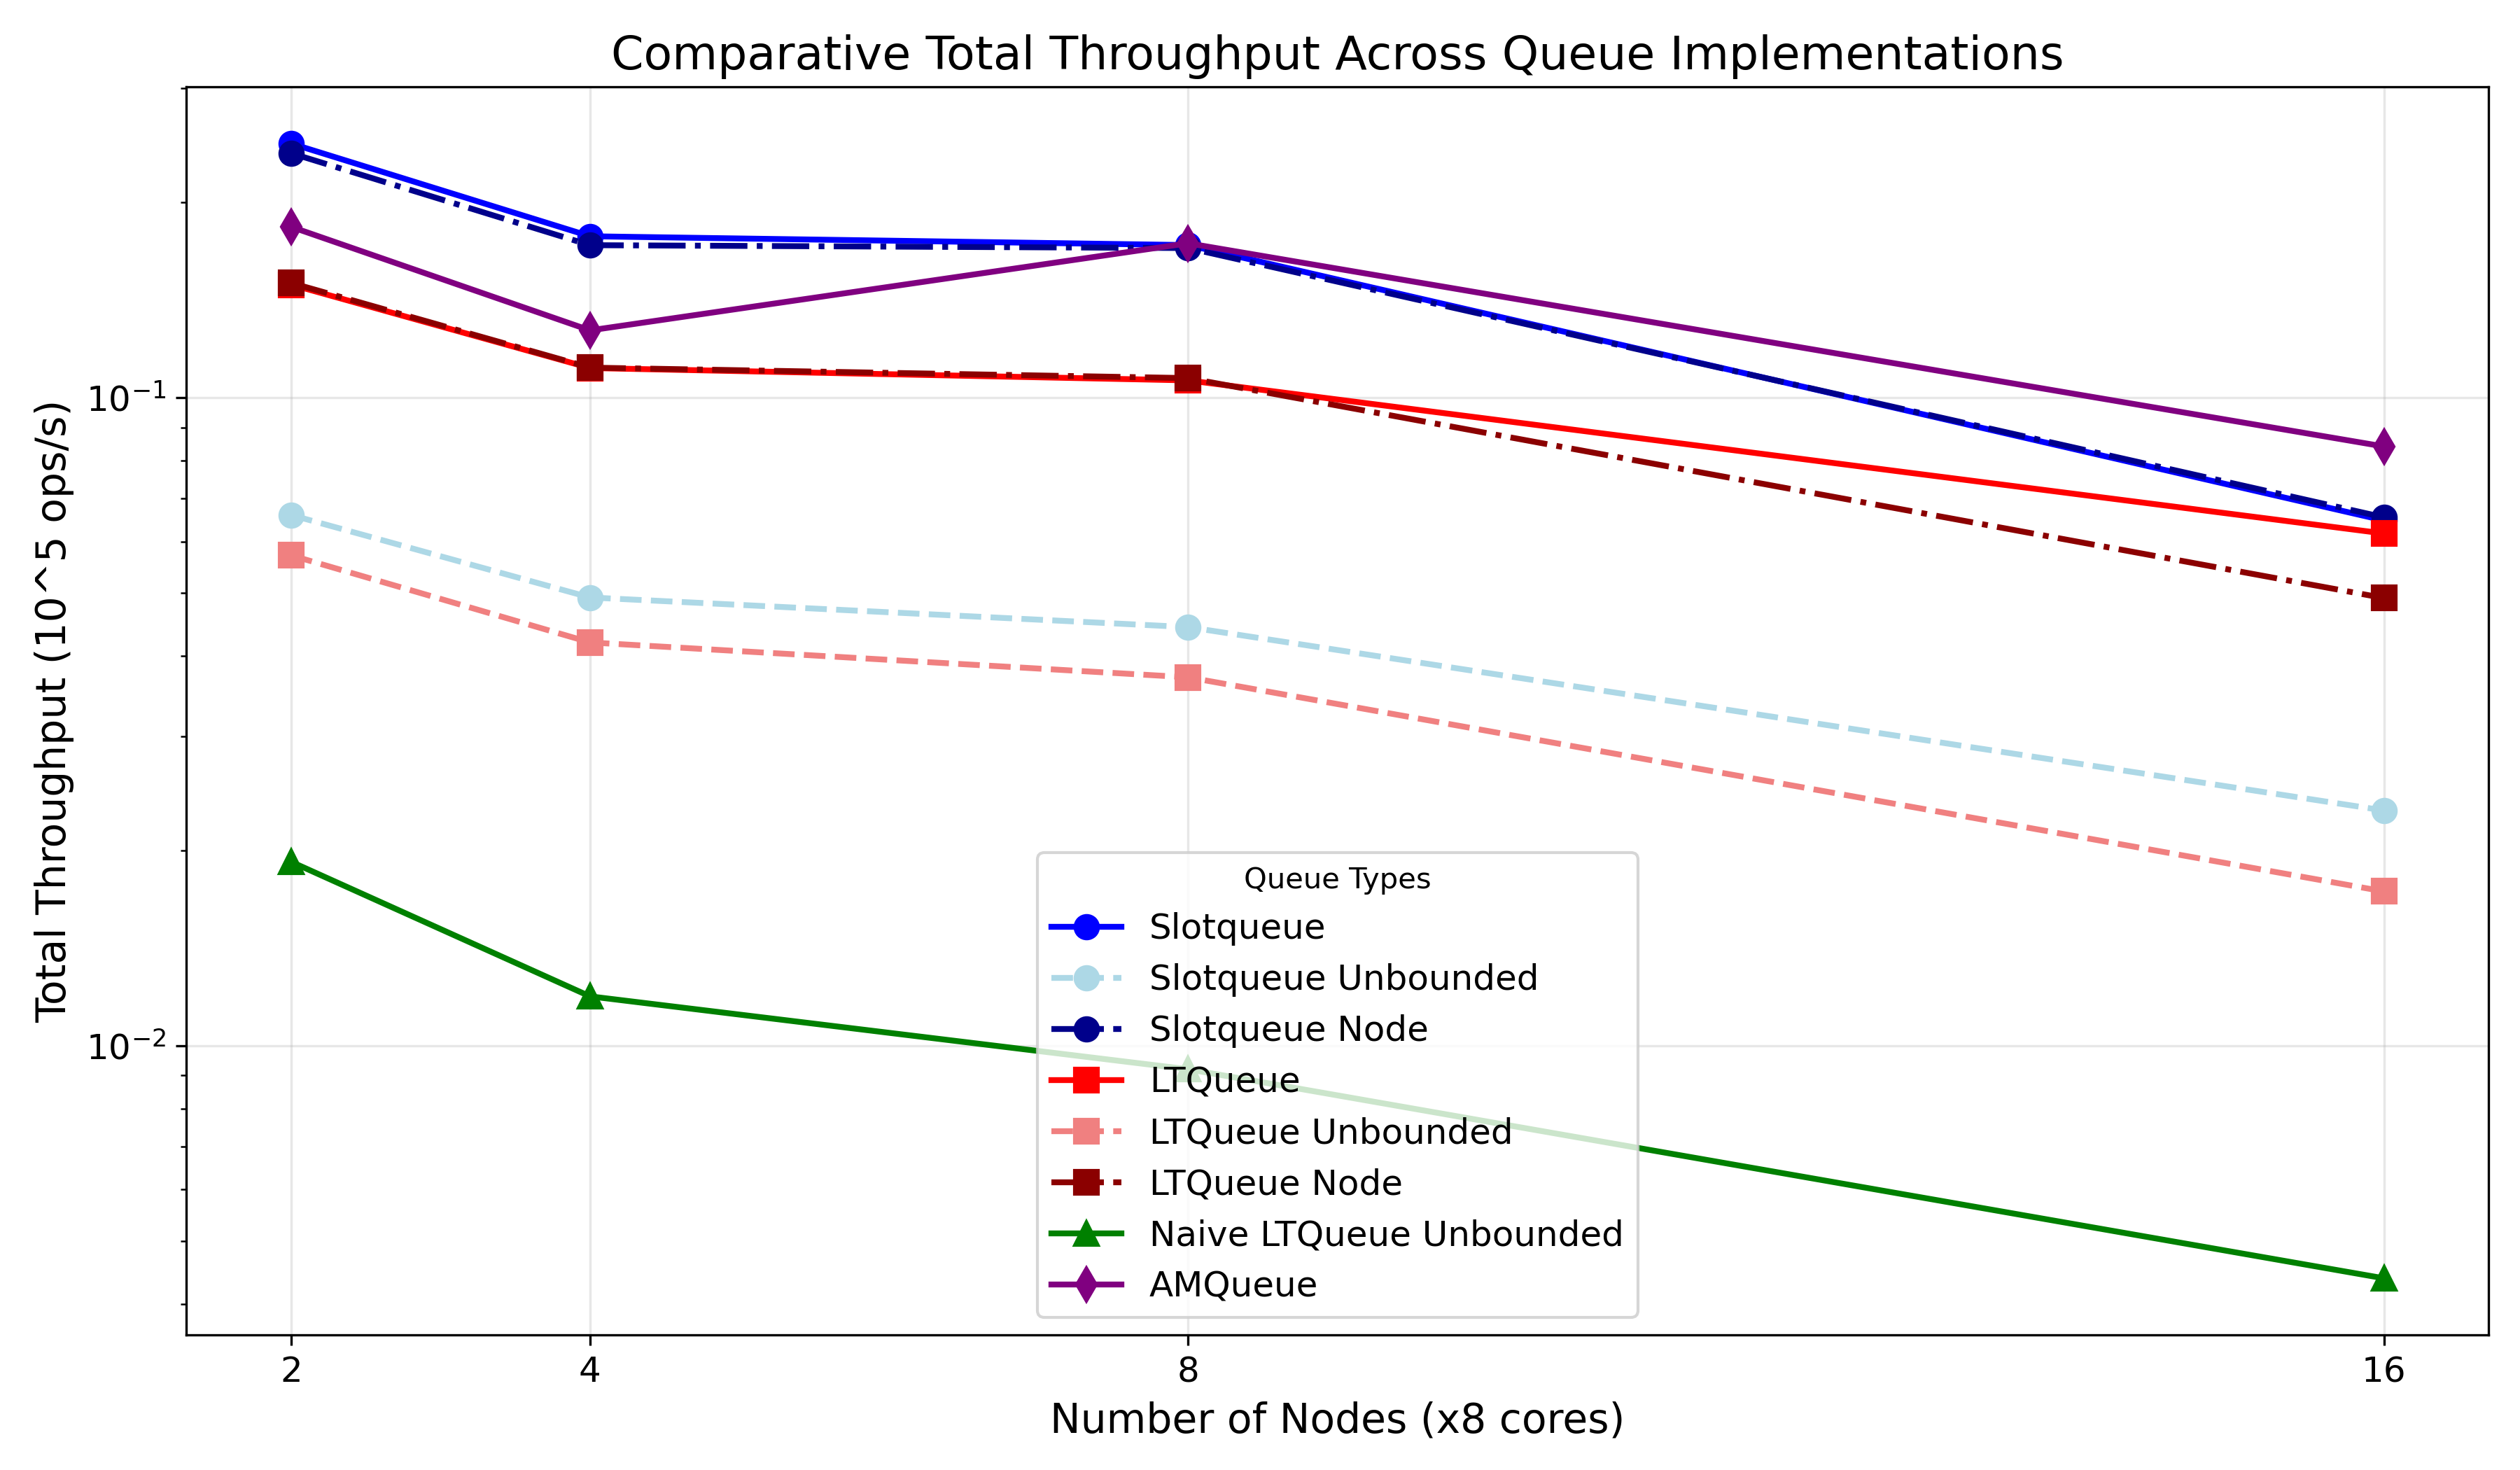 Comparative Total Throughput Across Queue Implementations
Total Throughput (10^5 ops/s)
10⁻¹
10⁻²
Queue Types
Slotqueue
Slotqueue Unbounded
Slotqueue Node
LTQueue
LTQueue Unbounded
LTQueue Node
Naive LTQueue Unbounded
AMQueue
2 4 8 16
Number of Nodes (x8 cores)